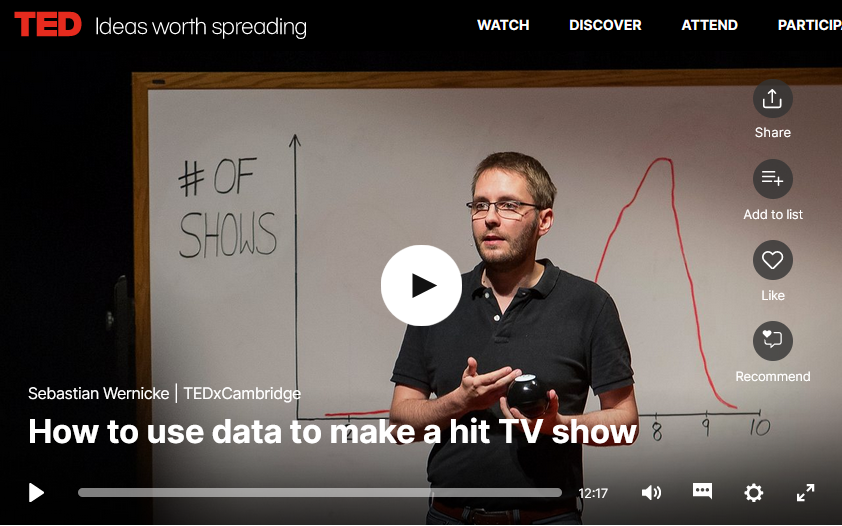 TED Ideas worth spreading WATCH DISCOVER ATTEND PARTICIPA
Share
# OF
SHOWS
Add to list
Like
Recommend
Sebastian Wernicke | TEDxCambridge
How to use data to make a hit TV show
8 9 10
12:17